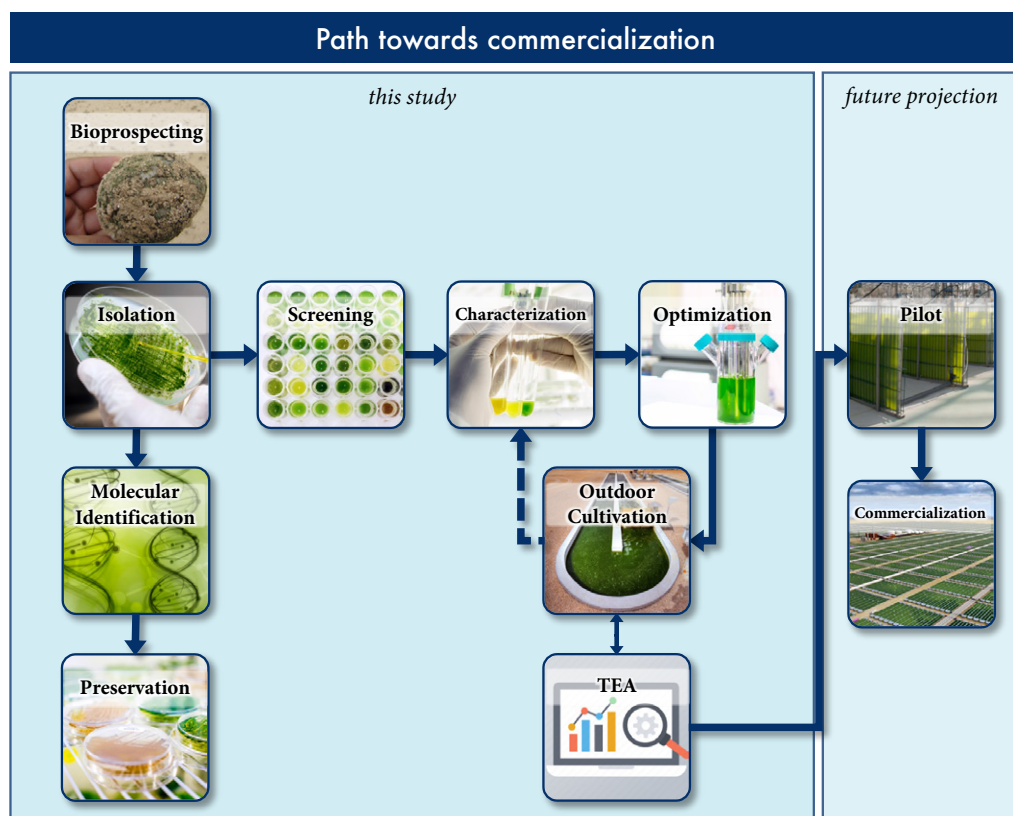 Path towards commercialization
this study
future projection
Bioprospecting
Isolation
Screening
Characterization
Optimization
Pilot
Molecular
Identification
Outdoor
Cultivation
Commercialization
Preservation
TEA